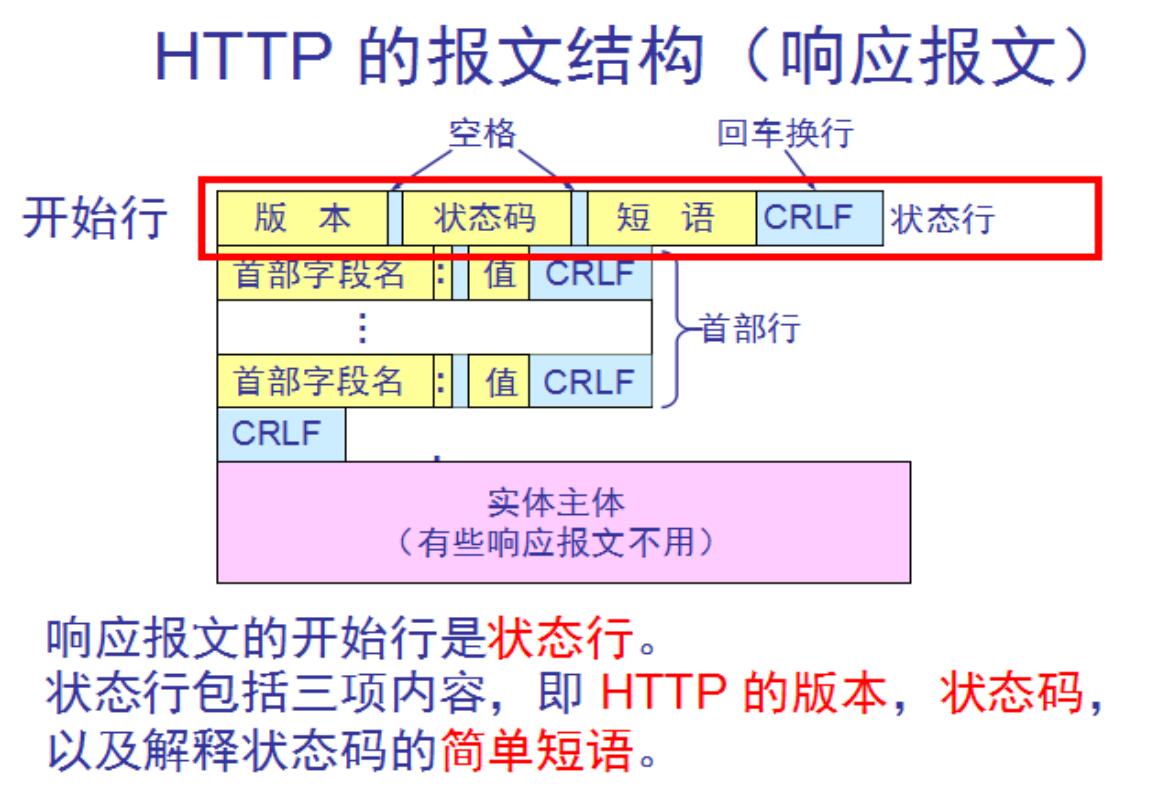 HTTP 的报文结构（响应报文）
空格 回车换行
开始行 版 本 状态码 短 语 CRLF 状态行
首部字段名 : 值 CRLF
⋮ 首部行
首部字段名 : 值 CRLF
CRLF
实体主体
（有些响应报文不用）
响应报文的开始行是状态行。
状态行包括三项内容，即 HTTP 的版本，状态码，
以及解释状态码的简单短语。